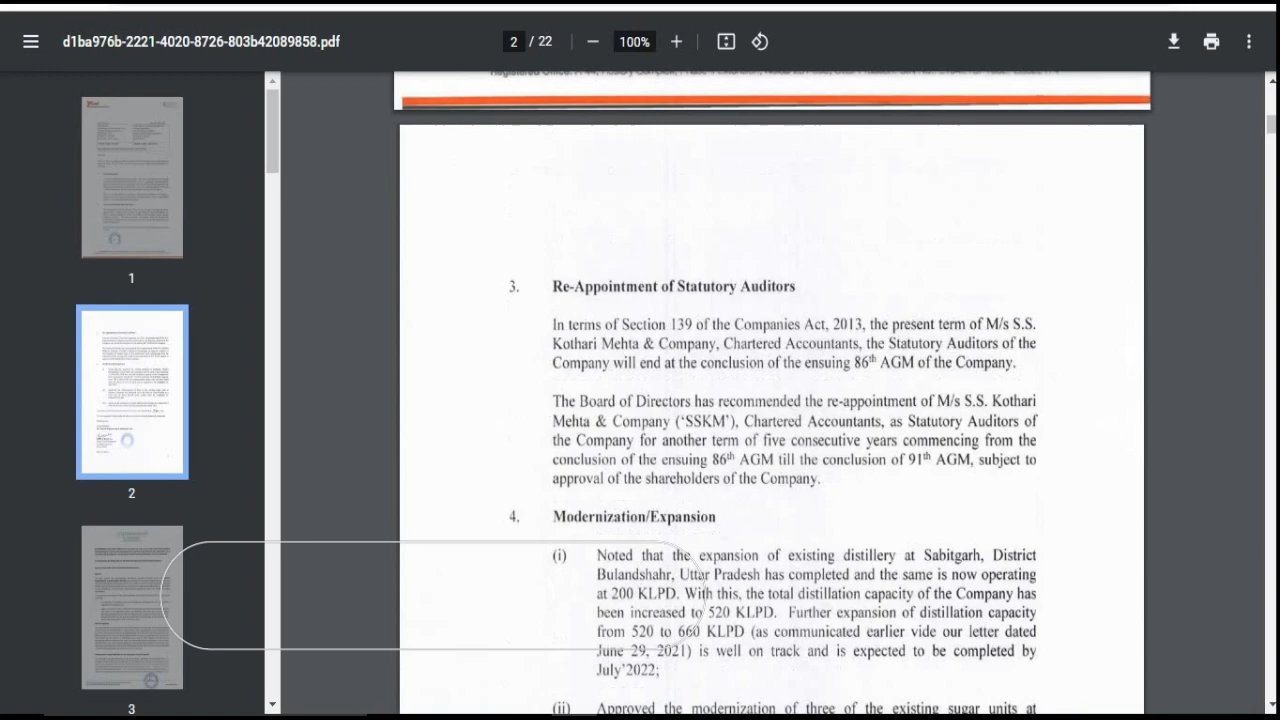 d1ba976b-2221-4020-8726-803b42089858.pdf
2 / 22
100%
1
2
3
3. Re-Appointment of Statutory Auditors
In terms of Section 139 of the Companies Act, 2013, the present term of M/s S.S.
Kothari Mehta & Company, Chartered Accountants, the Statutory Auditors of the
Company will end at the conclusion of the ensuing 86th AGM of the Company.
The Board of Directors has recommended the re-appointment of M/s S.S. Kothari
Mehta & Company (‘SSKM’), Chartered Accountants, as Statutory Auditors of
the Company for another term of five consecutive years commencing from the
conclusion of the ensuing 86th AGM till the conclusion of 91th AGM, subject to
approval of the shareholders of the Company.
4. Modernization/Expansion
(i) Noted that the expansion of existing distillery at Sabitgarh, District
Bulandshahr, Uttar Pradesh has completed and the same is now operating
at 200 KLPD. With this, the total distillation capacity of the Company has
been increased to 520 KLPD. Further expansion of distillation capacity
from 520 to 660 KLPD (as communicated earlier vide our letter dated
June 29, 2021) is well on track and is expected to be completed by
July'2022;
(ii) Approved the modernization of three of the existing sugar units at